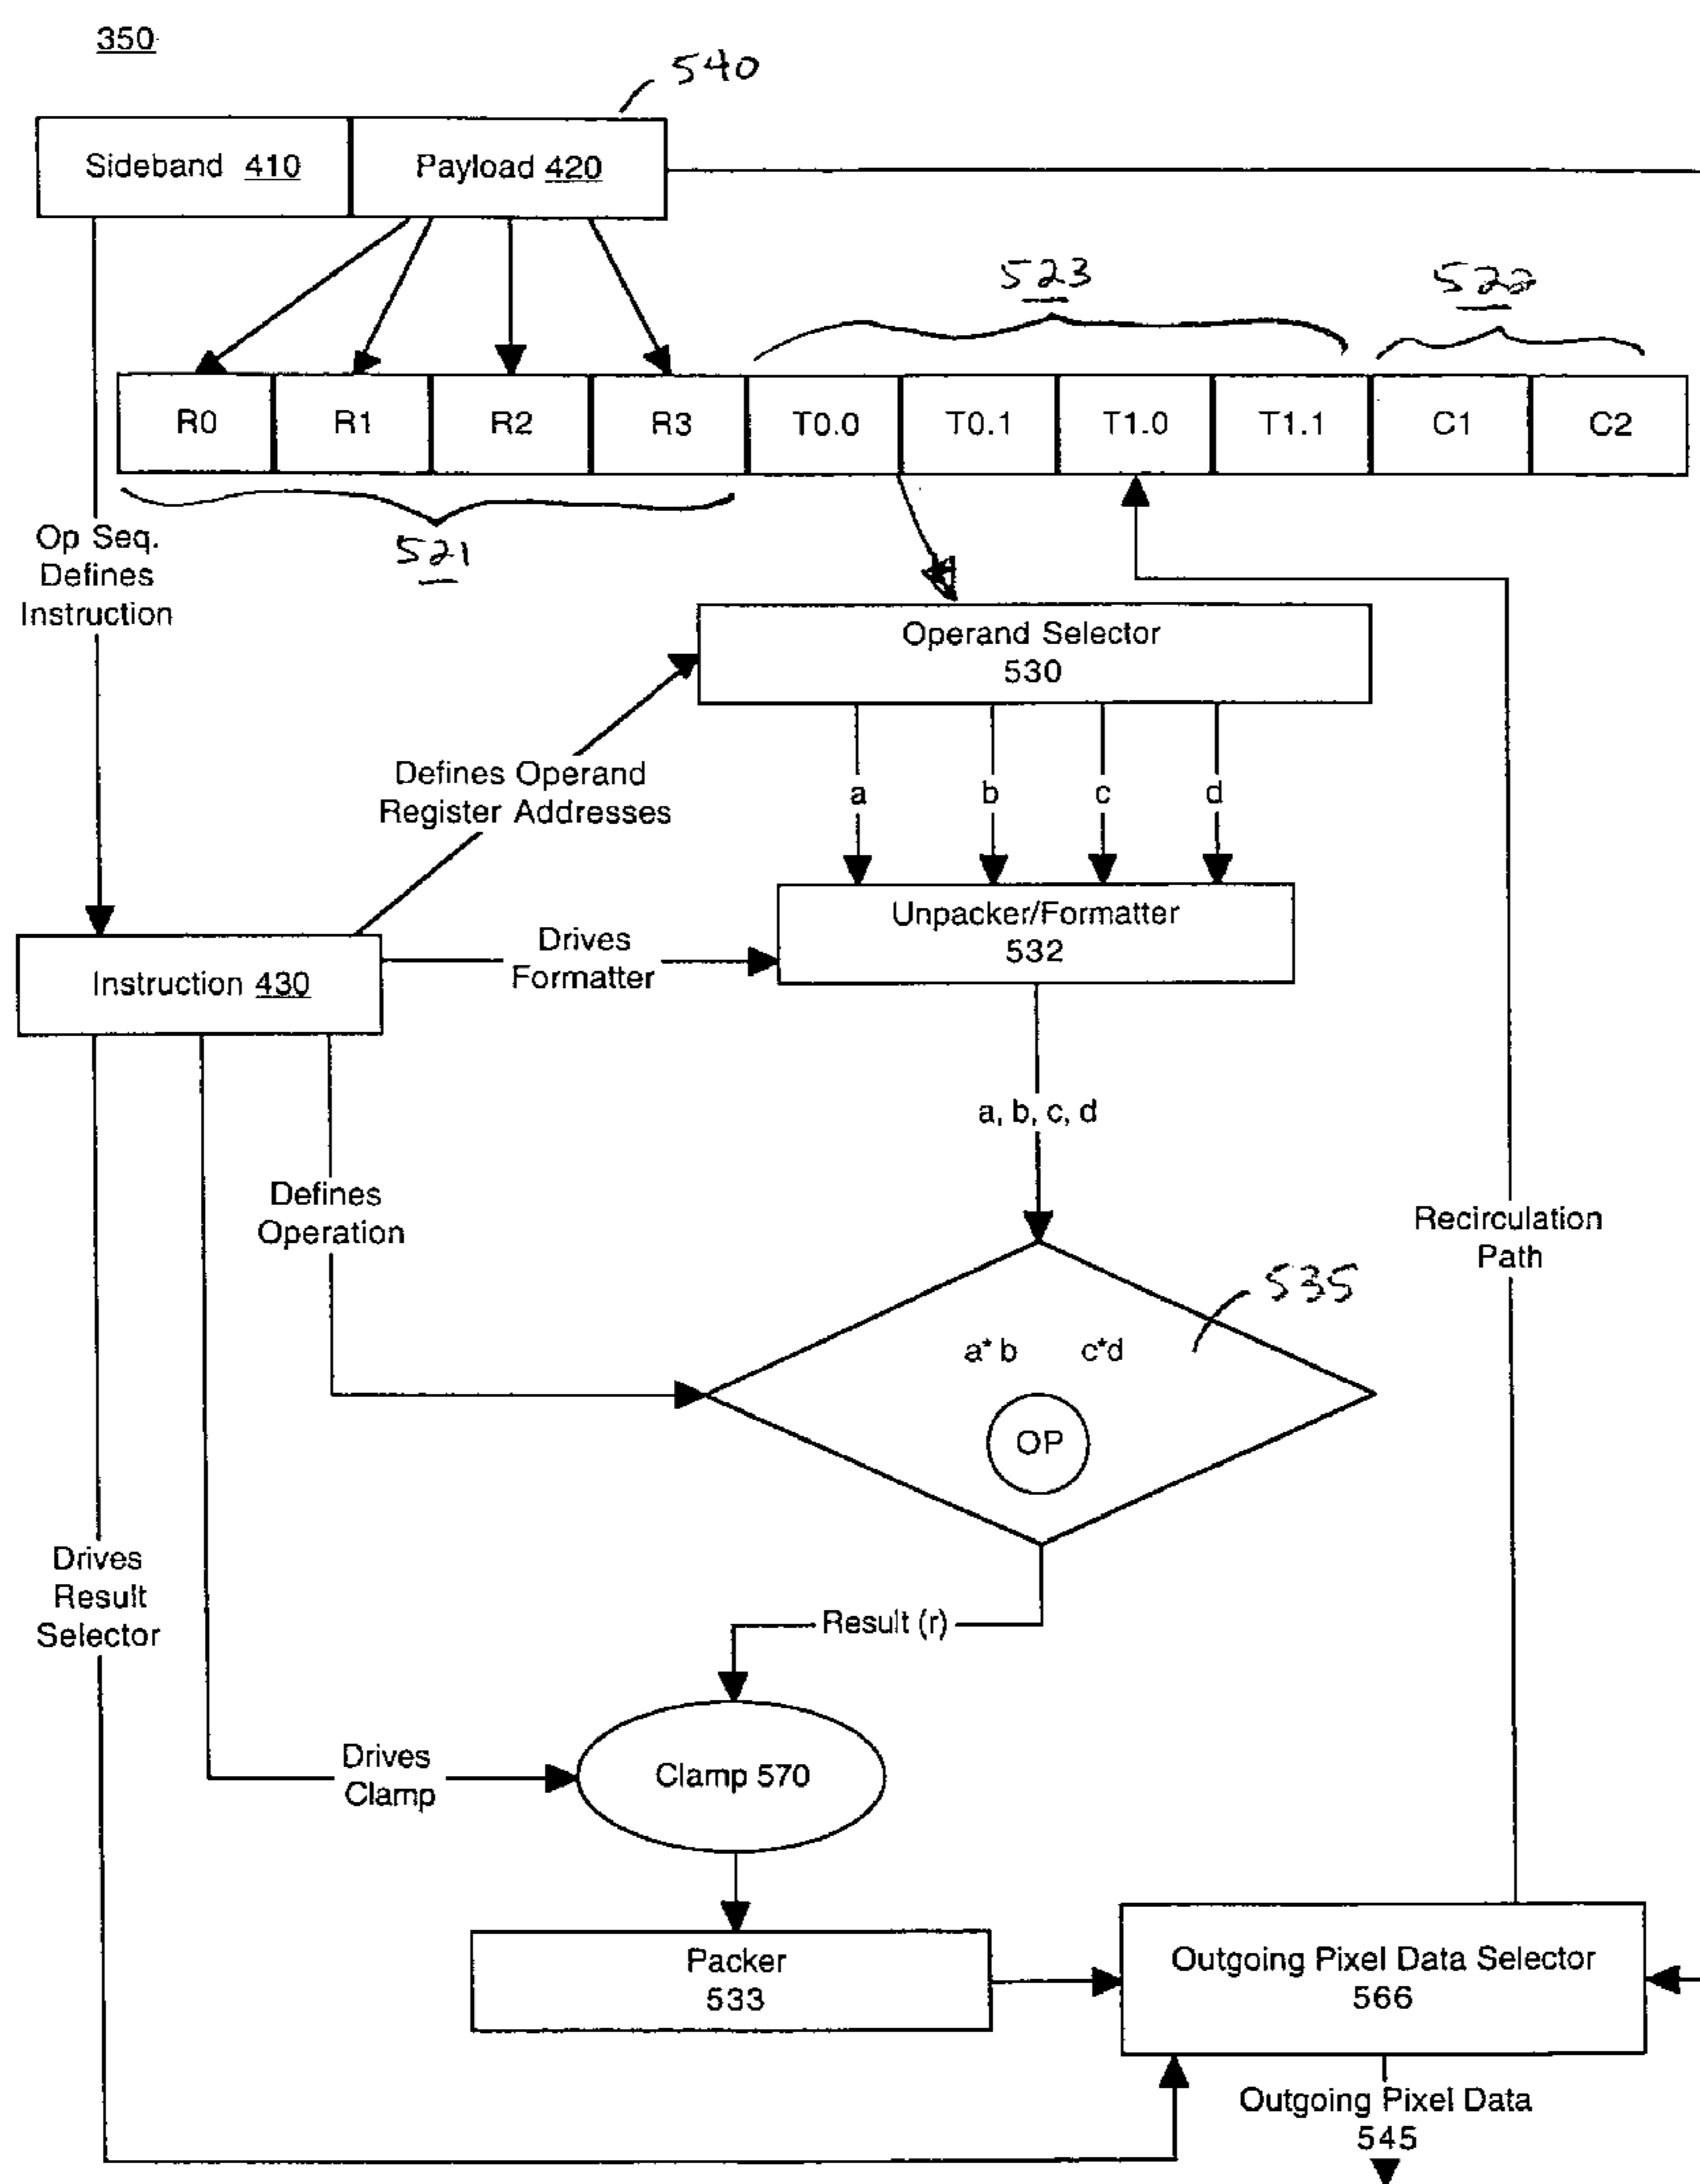 350
540
Sideband 410
Payload 420
523
522
R0
R1
R2
R3
T0.0
T0.1
T1.0
T1.1
C1
C2
521
Op Seq.
Defines
Instruction
Operand Selector
530
Defines Operand
Register Addresses
a
b
c
d
Unpacker/Formatter
532
Drives
Formatter
Instruction 430
a, b, c, d
Defines
Operation
Recirculation
Path
535
a* b
c*d
OP
Drives
Result
Selector
Result (r)
Drives
Clamp
Clamp 570
Packer
533
Outgoing Pixel Data Selector
566
Outgoing Pixel Data
545